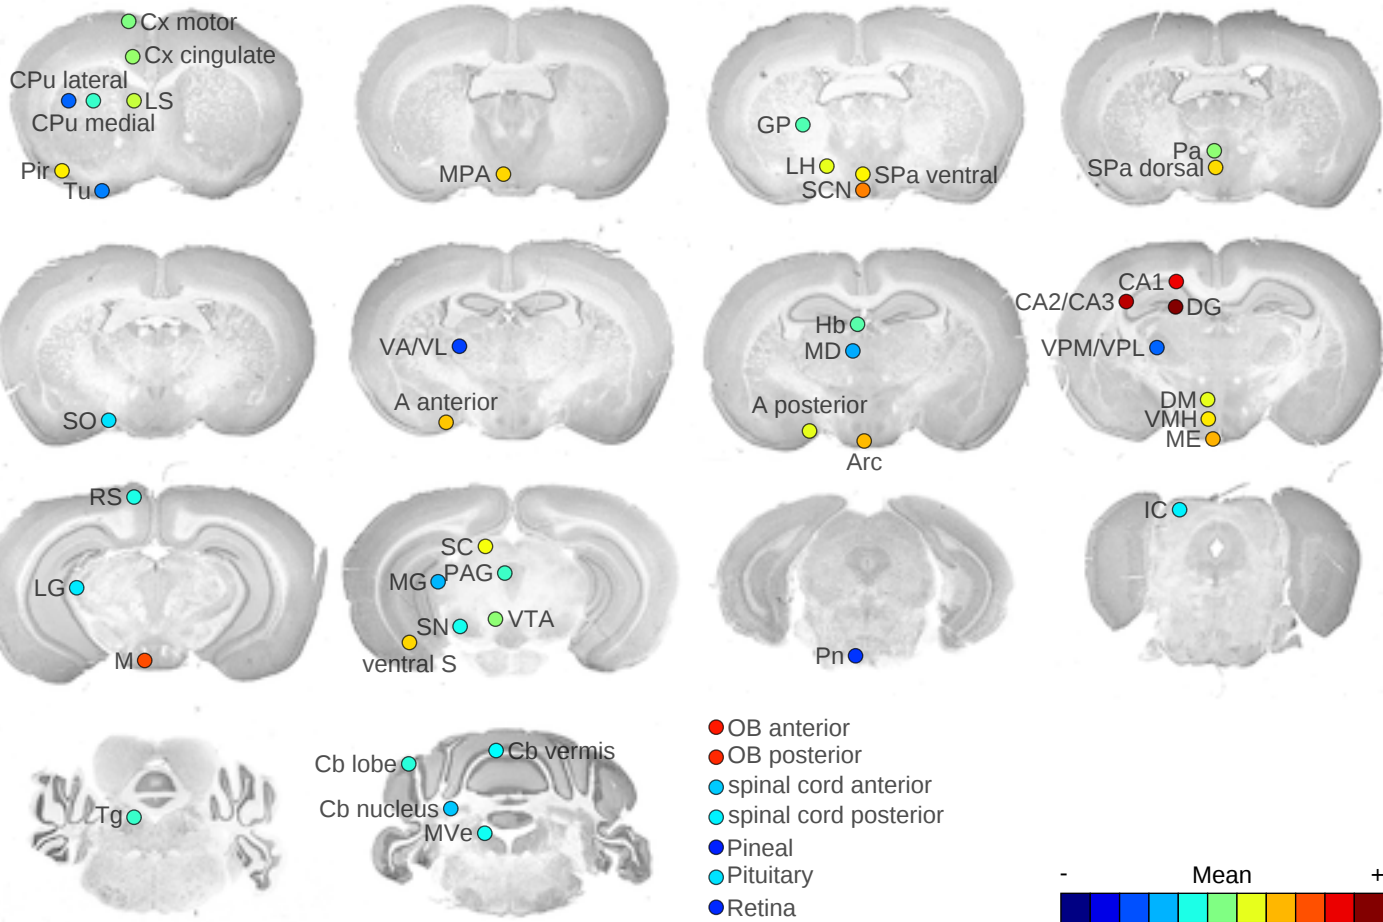 Cx motor
Cx cingulate
CPu lateral
LS
CPu medial
Pir
Tu
MPA
GP
LH
SPa ventral
SCN
Pa
SPa dorsal
SO
VA/VL
A anterior
Hb
MD
A posterior
Arc
CA1
CA2/CA3
DG
VPM/VPL
DM
VMH
ME
RS
LG
M
SC
PAG
MG
VTA
SN
ventral S
Pn
IC
Tg
Cb lobe
Cb vermis
Cb nucleus
MVe
OB anterior
OB posterior
spinal cord anterior
spinal cord posterior
Pineal
Pituitary
Retina
- Mean +